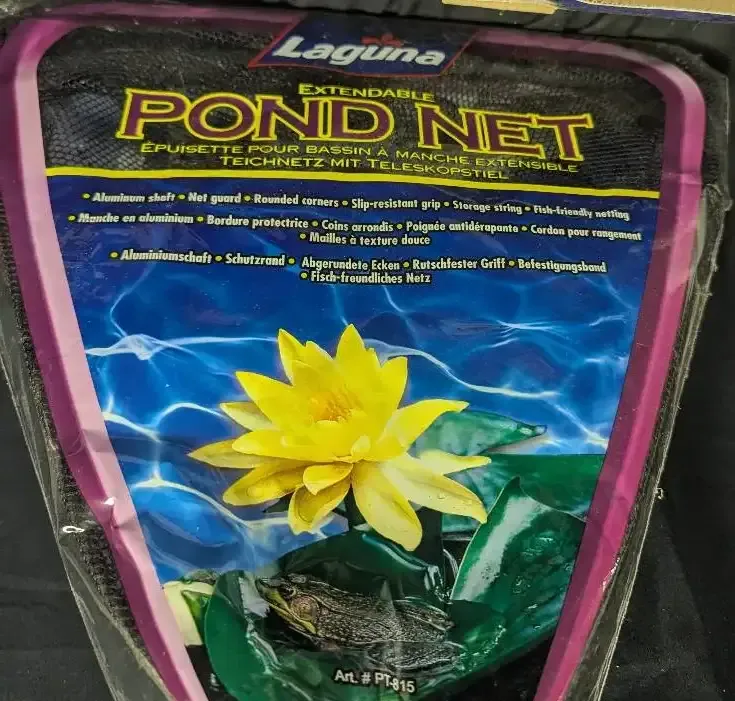 Laguna
EXTENDABLE
POND NET
ÉPUISETTE POUR BASSIN À MANCHE EXTENSIBLE
TEICHNETZ MIT TELESKOPSTIEL
• Aluminum shaft • Net guard • Rounded corners • Slip-resistant grip • Storage string • Fish-friendly netting
• Manche en aluminium • Bordure protectrice • Coins arrondis • Poignée antidérapante • Cordon pour rangement
• Mailles à texture douce
• Aluminiumschaft • Schutzrand • Abgerundete Ecken • Rutschfester Griff • Befestigungsband
• Fisch-freundliches Netz
Art. # PT-815